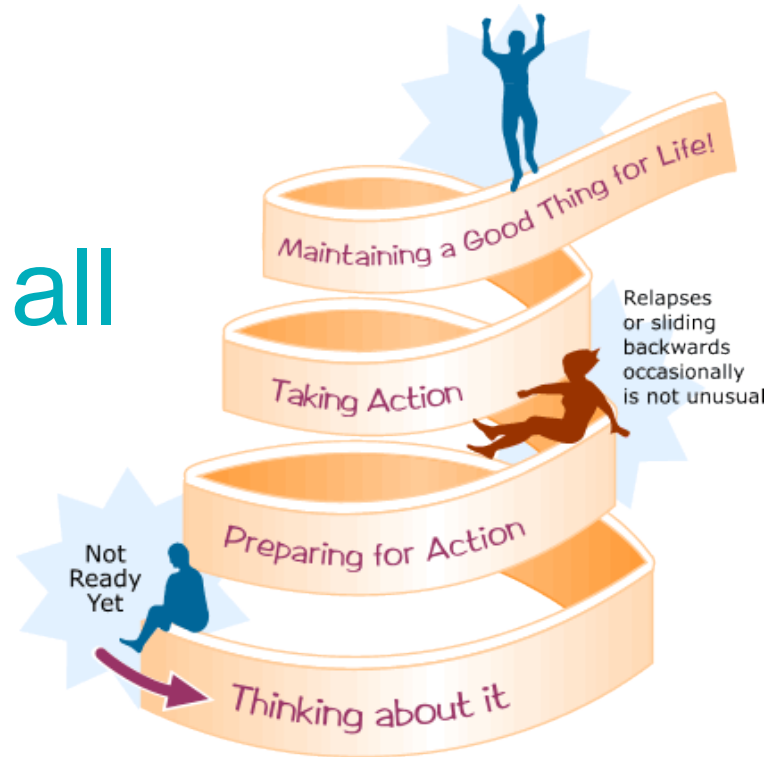 Maintaining a Good Thing for Life!
all
Relapses
or sliding
backwards
occasionally
is not unusual
Taking Action
Preparing for Action
Not
Ready
Yet
Thinking about it